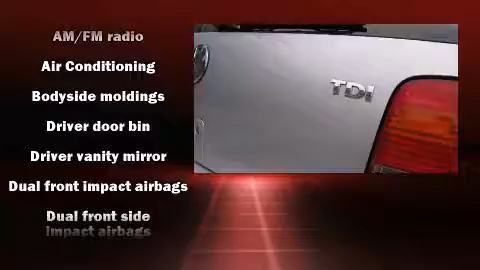 AM/FM radio
Air Conditioning
Bodyside moldings
Driver door bin
Driver vanity mirror
Dual front impact airbags
Dual front side
impact airbags
TDI